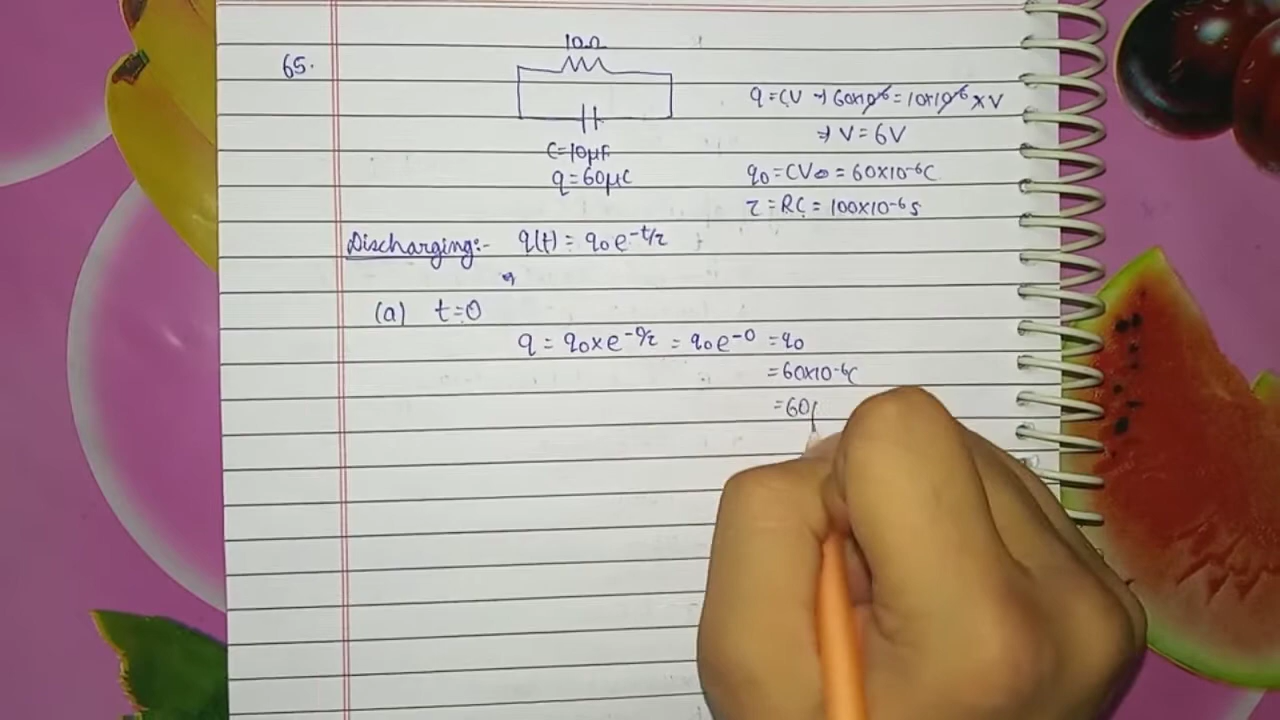 65.
10Ω
C=10μF
q=60μC
q=CV → 60×10⁻⁶=10×10⁻⁶×V
⇒ V=6V
q₀=CV₀=60×10⁻⁶C
τ=RC=100×10⁻⁶s
Discharging:- q(t)=q₀e^-t/τ
(a) t=0
q=q₀×e^-0/τ=q₀e^-0=q₀
=60×10⁻⁶C
=60